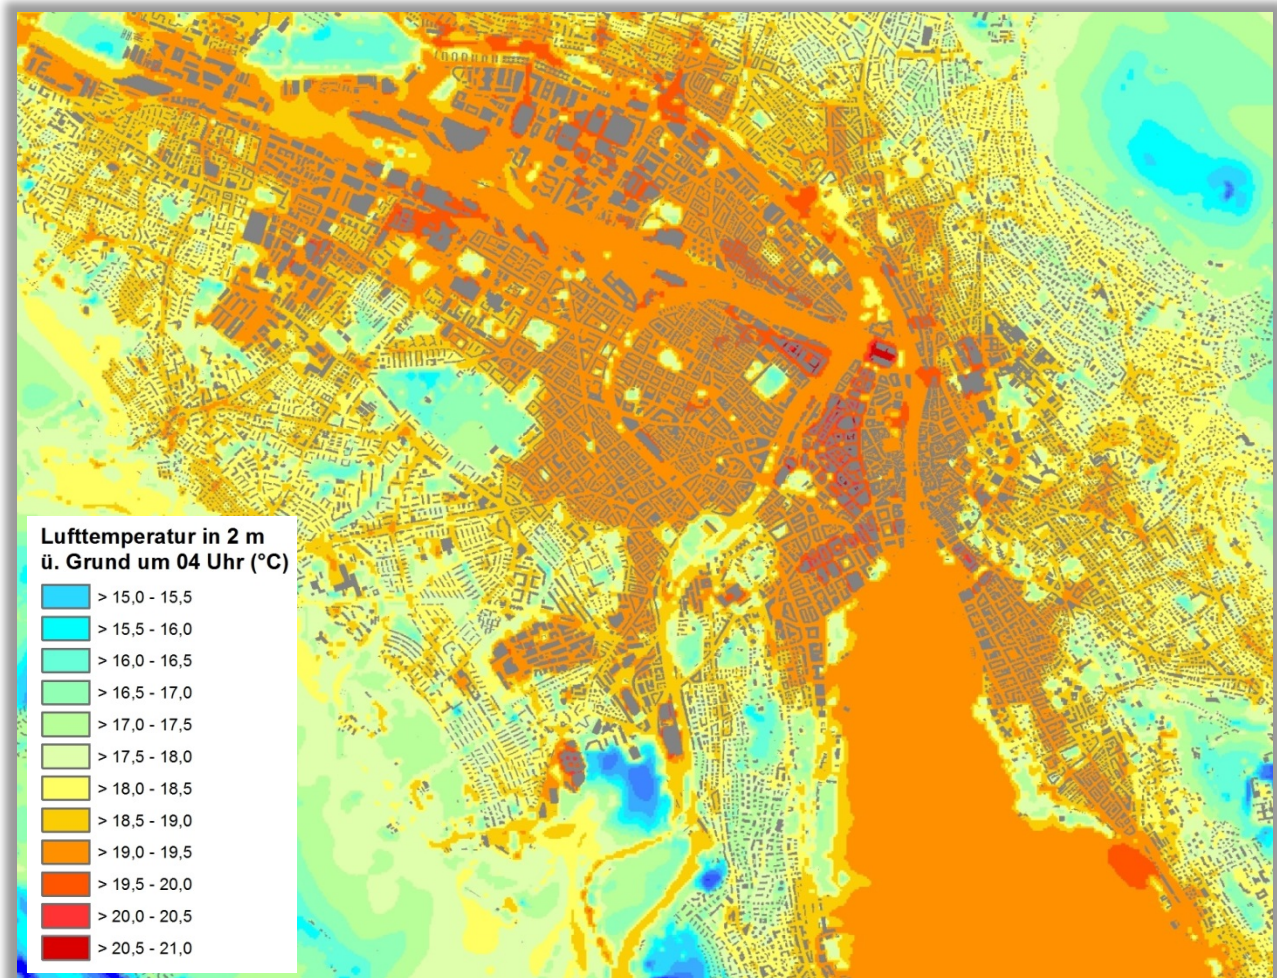 Lufttemperatur in 2 m
ü. Grund um 04 Uhr (°C)
> 15,0 - 15,5
> 15,5 - 16,0
> 16,0 - 16,5
> 16,5 - 17,0
> 17,0 - 17,5
> 17,5 - 18,0
> 18,0 - 18,5
> 18,5 - 19,0
> 19,0 - 19,5
> 19,5 - 20,0
> 20,0 - 20,5
> 20,5 - 21,0